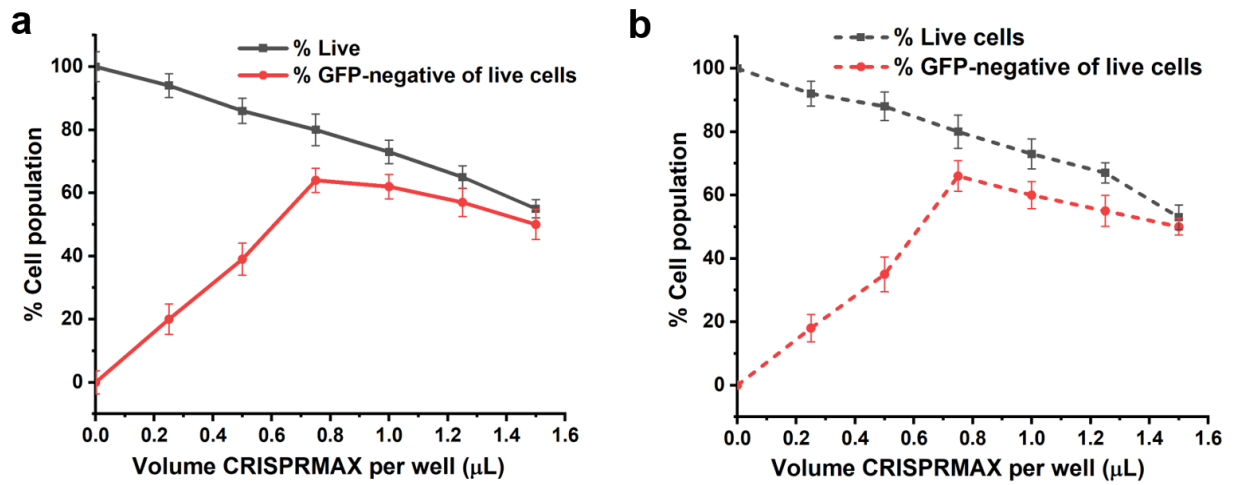 a
% Live
% GFP-negative of live cells
% Cell population
100
80
60
40
20
0
0.0 0.2 0.4 0.6 0.8 1.0 1.2 1.4 1.6
Volume CRISPRMAX per well (μL)
b
% Live cells
% GFP-negative of live cells
% Cell population
100
80
60
40
20
0
0.0 0.2 0.4 0.6 0.8 1.0 1.2 1.4 1.6
Volume CRISPRMAX per well (μL)